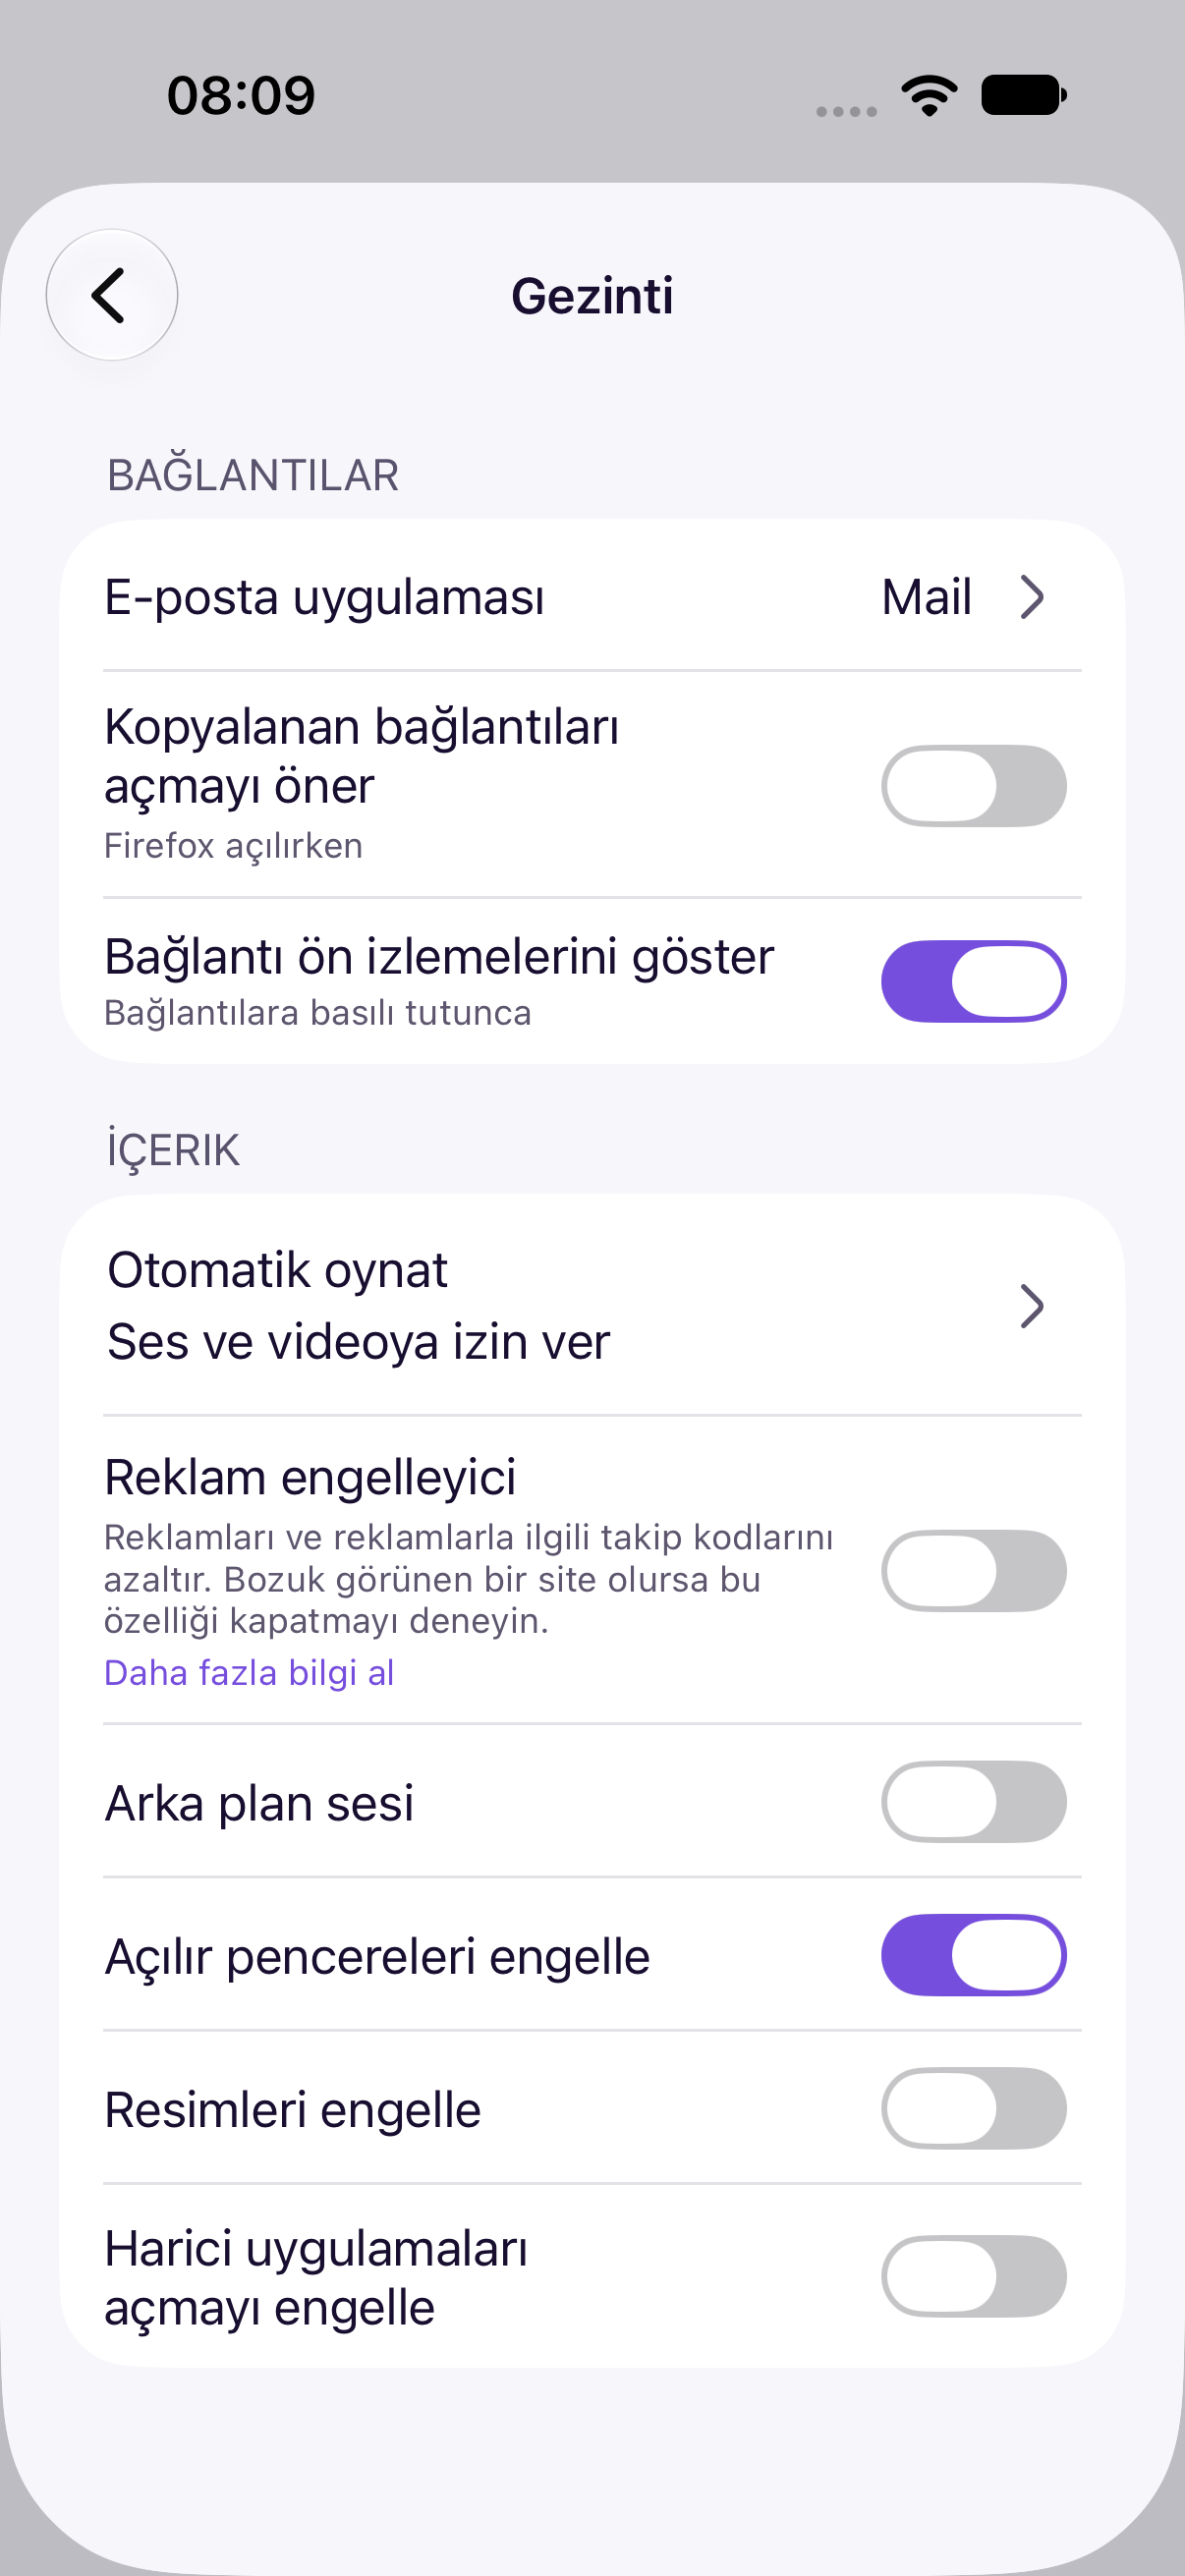 08:09
Gezinti
BAĞLANTILAR
E-posta uygulaması
Mail
Kopyalanan bağlantıları
açmayı öner
Firefox açılırken
Bağlantı ön izlemelerini göster
Bağlantılara basılı tutunca
İÇERIK
Otomatik oynat
Ses ve videoya izin ver
Reklam engelleyici
Reklamları ve reklamlarla ilgili takip kodlarını
azaltır. Bozuk görünen bir site olursa bu
özelliği kapatmayı deneyin.
Daha fazla bilgi al
Arka plan sesi
Açılır pencereleri engelle
Resimleri engelle
Harici uygulamaları
açmayı engelle